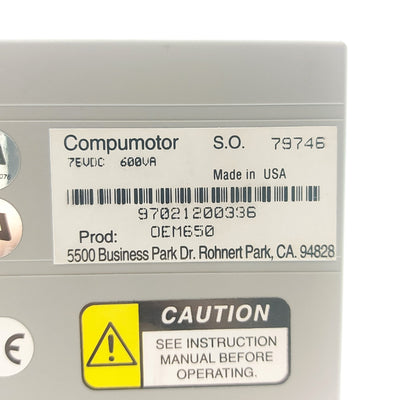 Compumotor S.O. 79746
7EVDC 600VA
Made in USA
97021200336
Prod: OEM650
5500 Business Park Dr. Rohnert Park, CA. 94828
CAUTION
SEE INSTRUCTION
MANUAL BEFORE
OPERATING.
CE